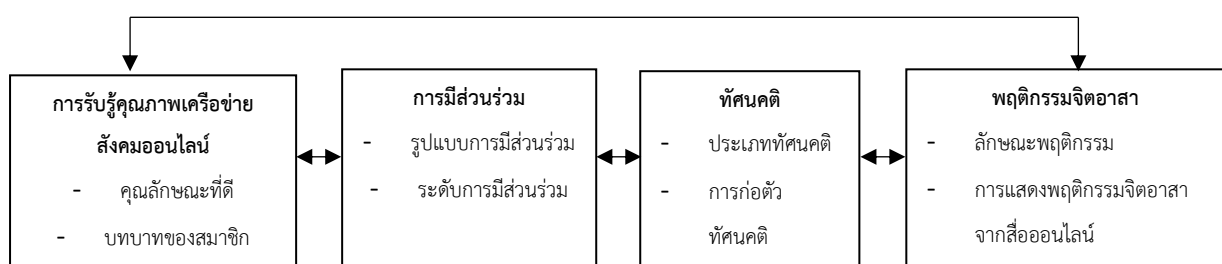 การรับรู้คุณภาพเครือข่าย
สังคมออนไลน์
- คุณลักษณะที่ดี
- บทบาทของสมาชิก
การมีส่วนร่วม
- รูปแบบการมีส่วนร่วม
- ระดับการมีส่วนร่วม
ทัศนคติ
- ประเภททัศนคติ
- การก่อตัว
ทัศนคติ
พฤติกรรมจิตอาสา
- ลักษณะพฤติกรรม
- การแสดงพฤติกรรมจิตอาสา
จากสื่อออนไลน์